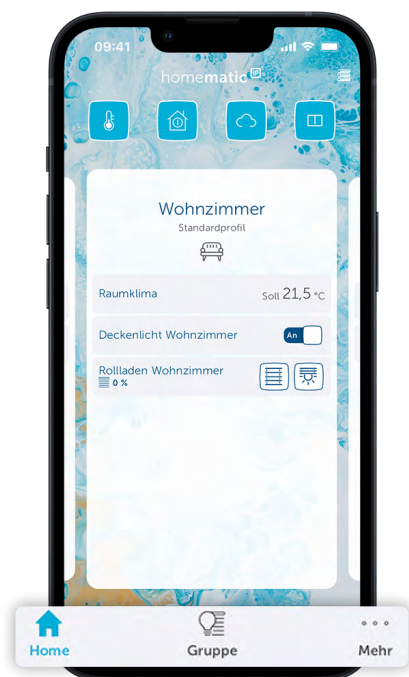 09:41
homematic IP
Wohnzimmer
Standardprofil
Raumklima Soll 21,5 °C
Deckenlicht Wohnzimmer An
Rollladen Wohnzimmer
0 %
Home Gruppe Mehr